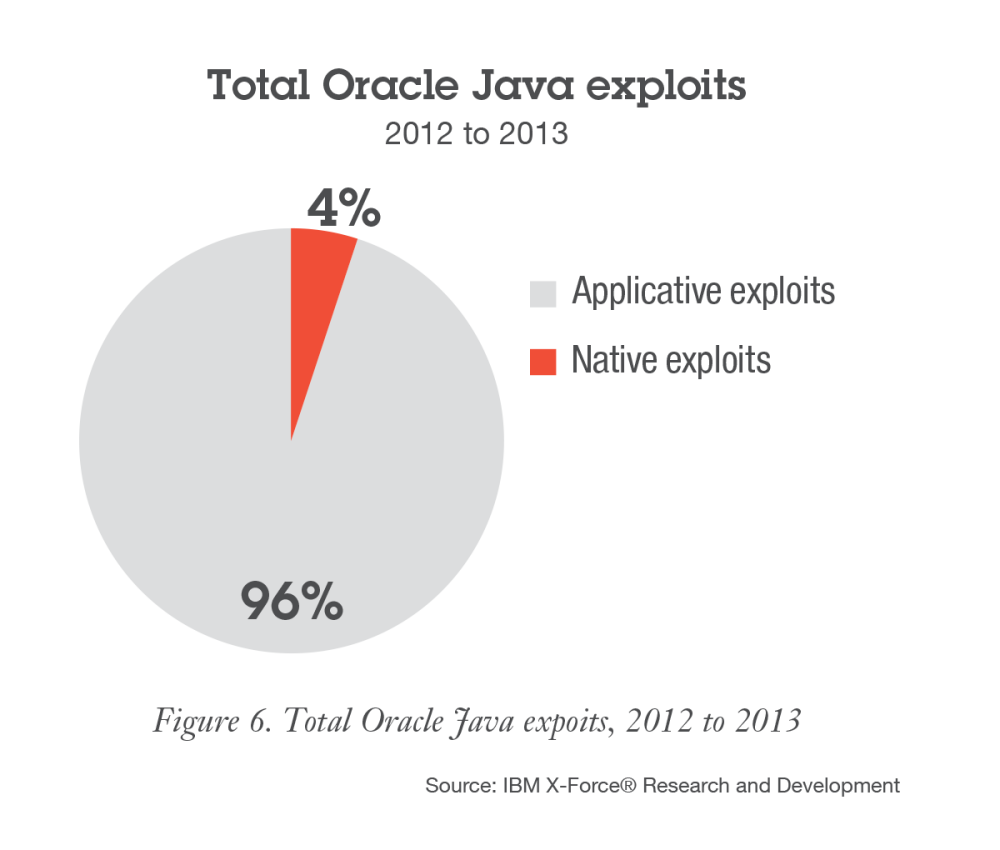 Total Oracle Java exploits
2012 to 2013
4%
Applicative exploits
Native exploits
96%
Figure 6. Total Oracle Java expoits, 2012 to 2013
Source: IBM X-Force® Research and Development